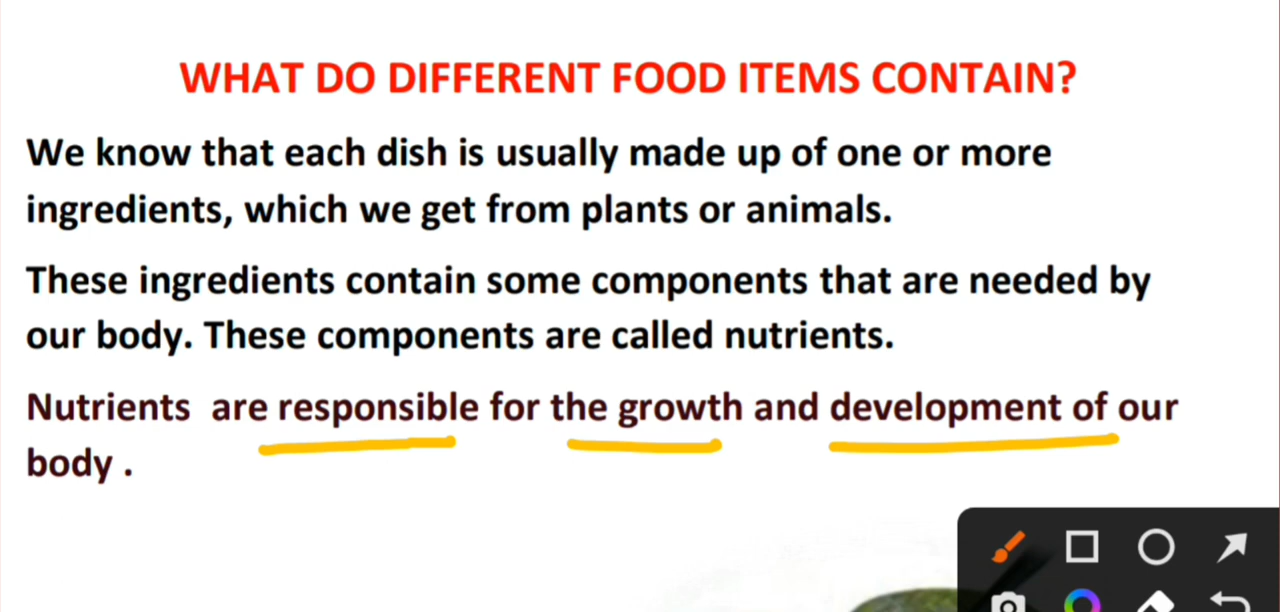 WHAT DO DIFFERENT FOOD ITEMS CONTAIN?
We know that each dish is usually made up of one or more
ingredients, which we get from plants or animals.
These ingredients contain some components that are needed by
our body. These components are called nutrients.
Nutrients  are responsible for the growth and development of our
body .